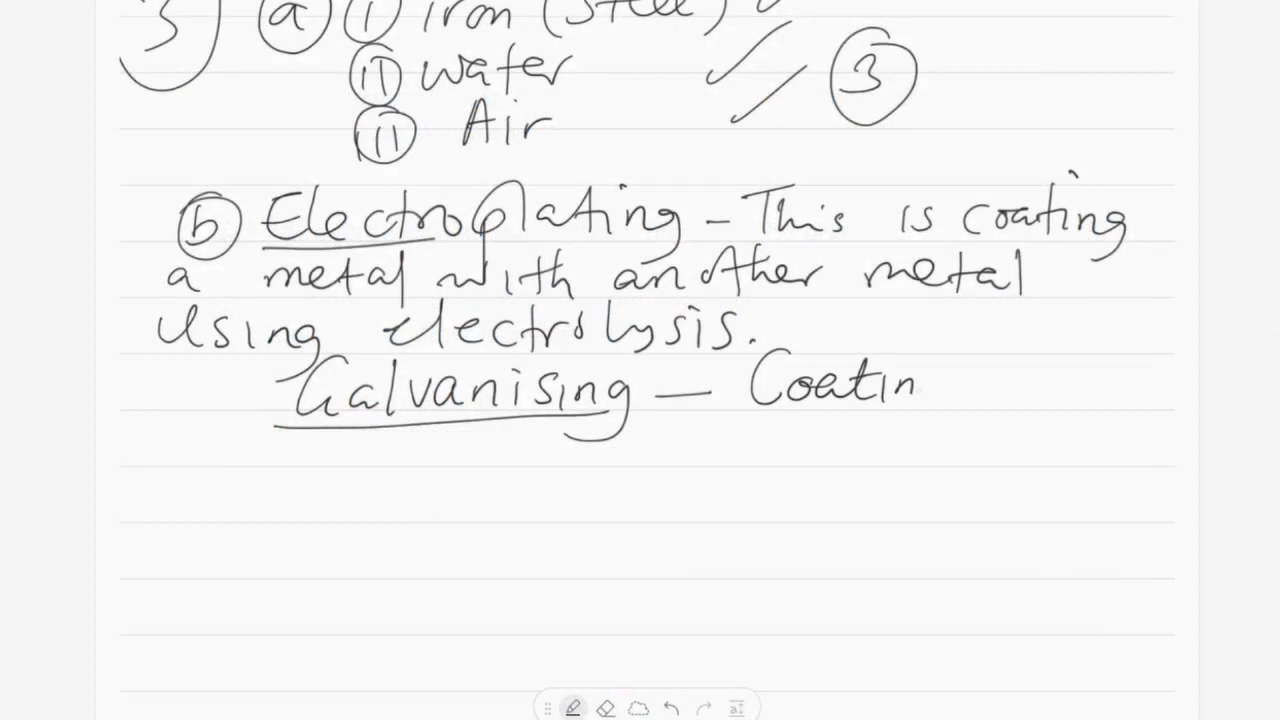 3) (a) (i) Iron (Steel)
(ii) Water
(iii) Air
3
(b) Electroplating - This is coating
a metal with another metal
Using electrolysis.
Galvanising - Coatin